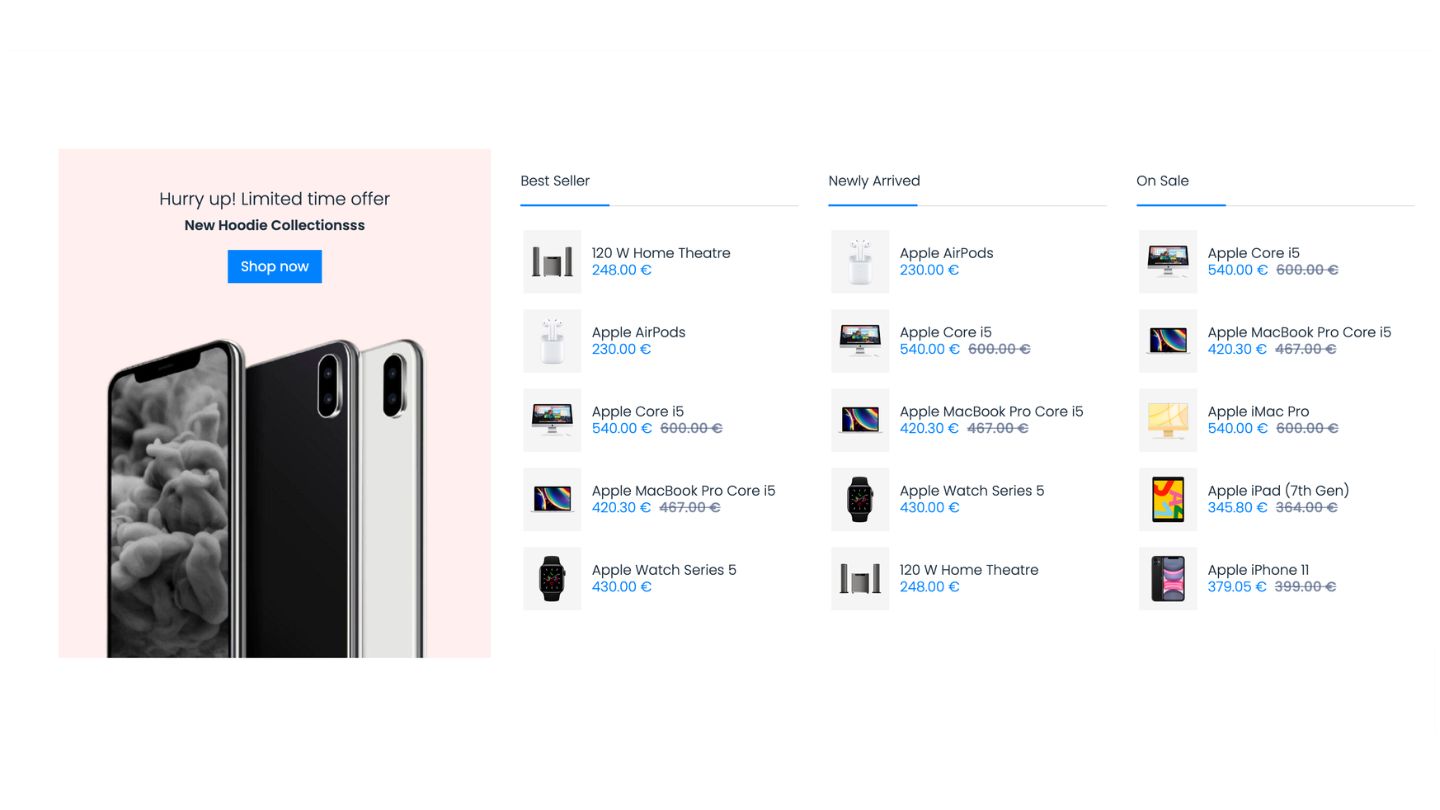 Hurry up! Limited time offer
New Hoodie Collectionsss
Shop now
Best Seller
120 W Home Theatre
248.00 €
Apple AirPods
230.00 €
Apple Core i5
540.00 € 600.00 €
Apple MacBook Pro Core i5
420.30 € 467.00 €
Apple Watch Series 5
430.00 €
Newly Arrived
Apple AirPods
230.00 €
Apple Core i5
540.00 € 600.00 €
Apple MacBook Pro Core i5
420.30 € 467.00 €
Apple Watch Series 5
430.00 €
120 W Home Theatre
248.00 €
On Sale
Apple Core i5
540.00 € 600.00 €
Apple MacBook Pro Core i5
420.30 € 467.00 €
Apple iMac Pro
540.00 € 600.00 €
Apple iPad (7th Gen)
345.80 € 364.00 €
Apple iPhone 11
379.05 € 399.00 €